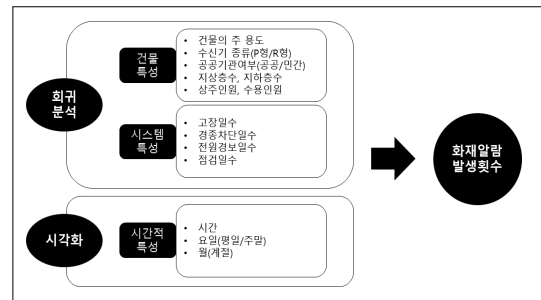 회귀
분석
건물
특성
• 건물의 주 용도
• 수신기 종류(P형/R형)
• 공공기관여부(공공/민간)
• 지상층수, 지하층수
• 상주인원, 수용인원
시스템
특성
• 고장일수
• 경종차단일수
• 전원경보일수
• 점검일수
시각화
시간적
특성
• 시간
• 요일(평일/주말)
• 월(계절)
화재알람
발생횟수